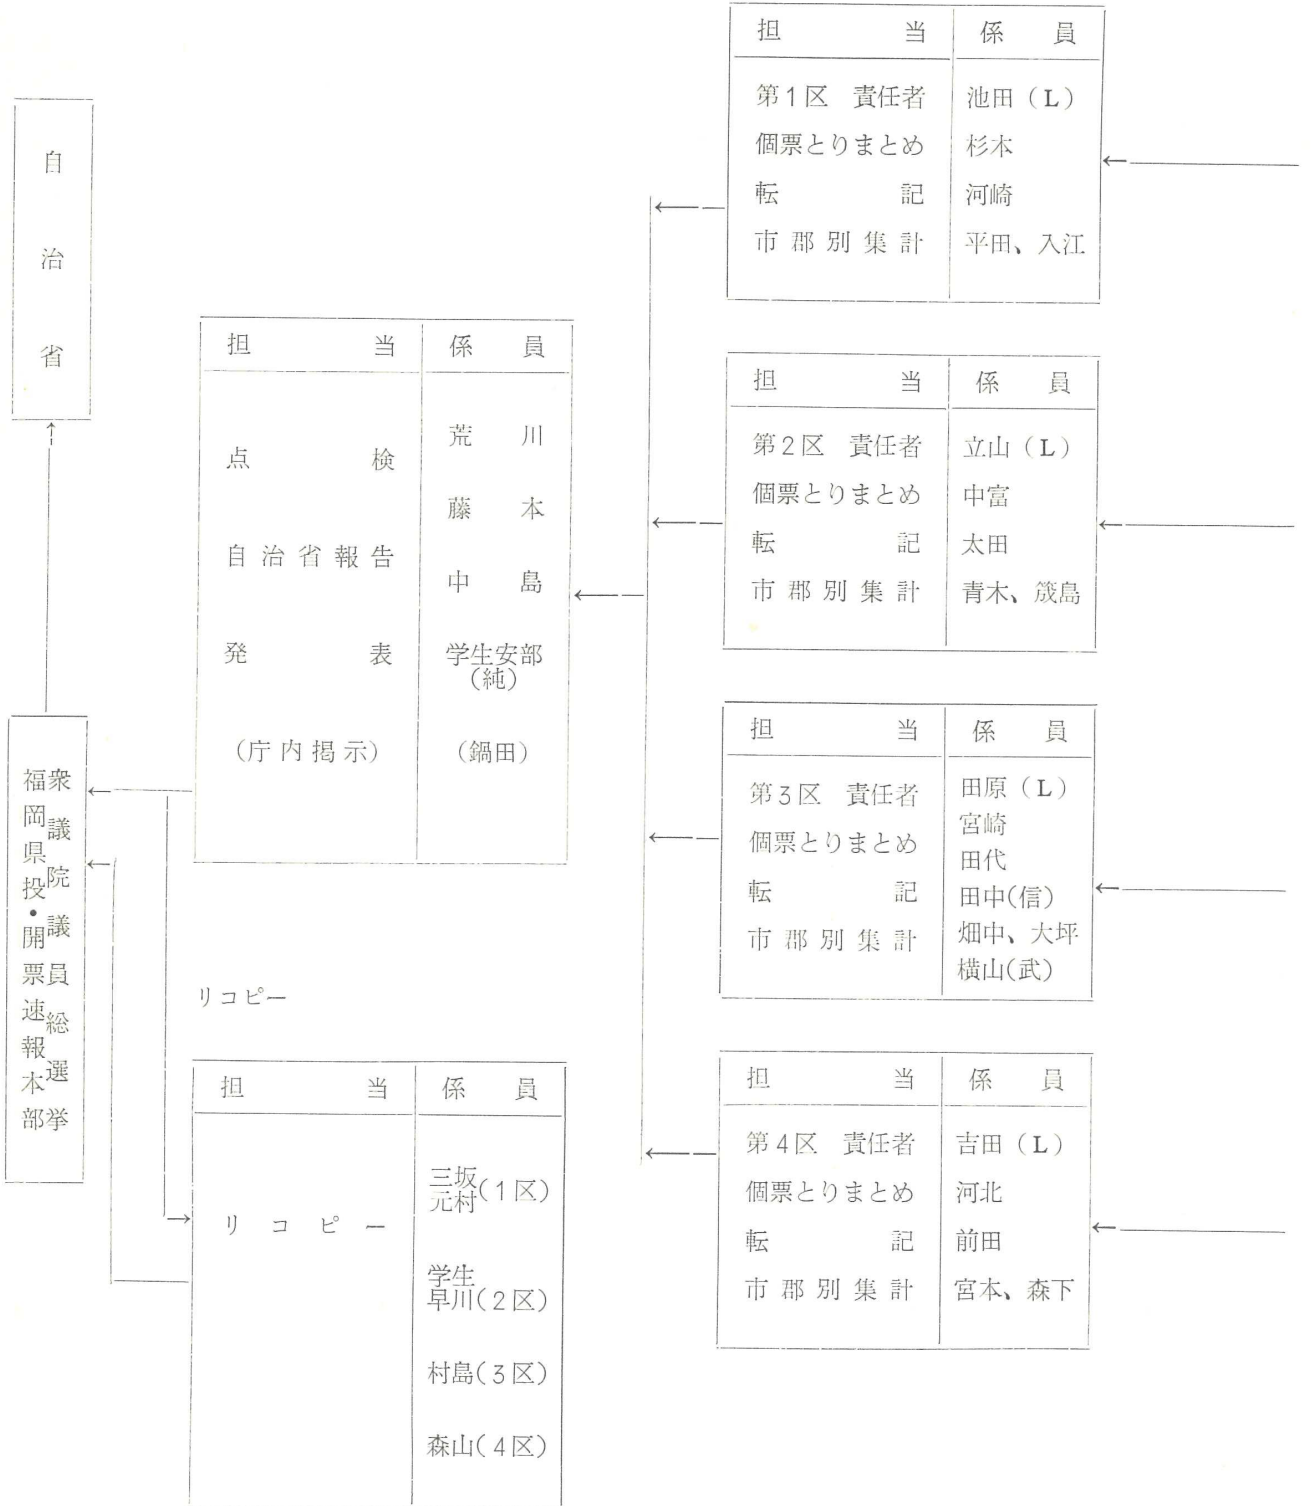 自治省
衆議院議員総選挙
福岡県投・開票速報本部
担当 係員
点検 荒川
藤本
自治省報告
中島
発表 学生安部
(純)
(庁内掲示) (鍋田)
リコピー
担当 係員
三坂
元村(1区)
リコピー
学生
早川(2区)
村島(3区)
森山(4区)
担当 係員
第1区 責任者 池田(L)
個票とりまとめ 杉本
転記 河崎
市郡別集計 平田、入江
担当 係員
第2区 責任者 立山(L)
個票とりまとめ 中富
転記 太田
市郡別集計 青木、筬島
担当 係員
第3区 責任者 田原(L)
宮崎
個票とりまとめ 田代
転記 田中(信)
市郡別集計 畑中、大坪
横山(武)
担当 係員
第4区 責任者 吉田(L)
個票とりまとめ 河北
転記 前田
市郡別集計 宮本、森下